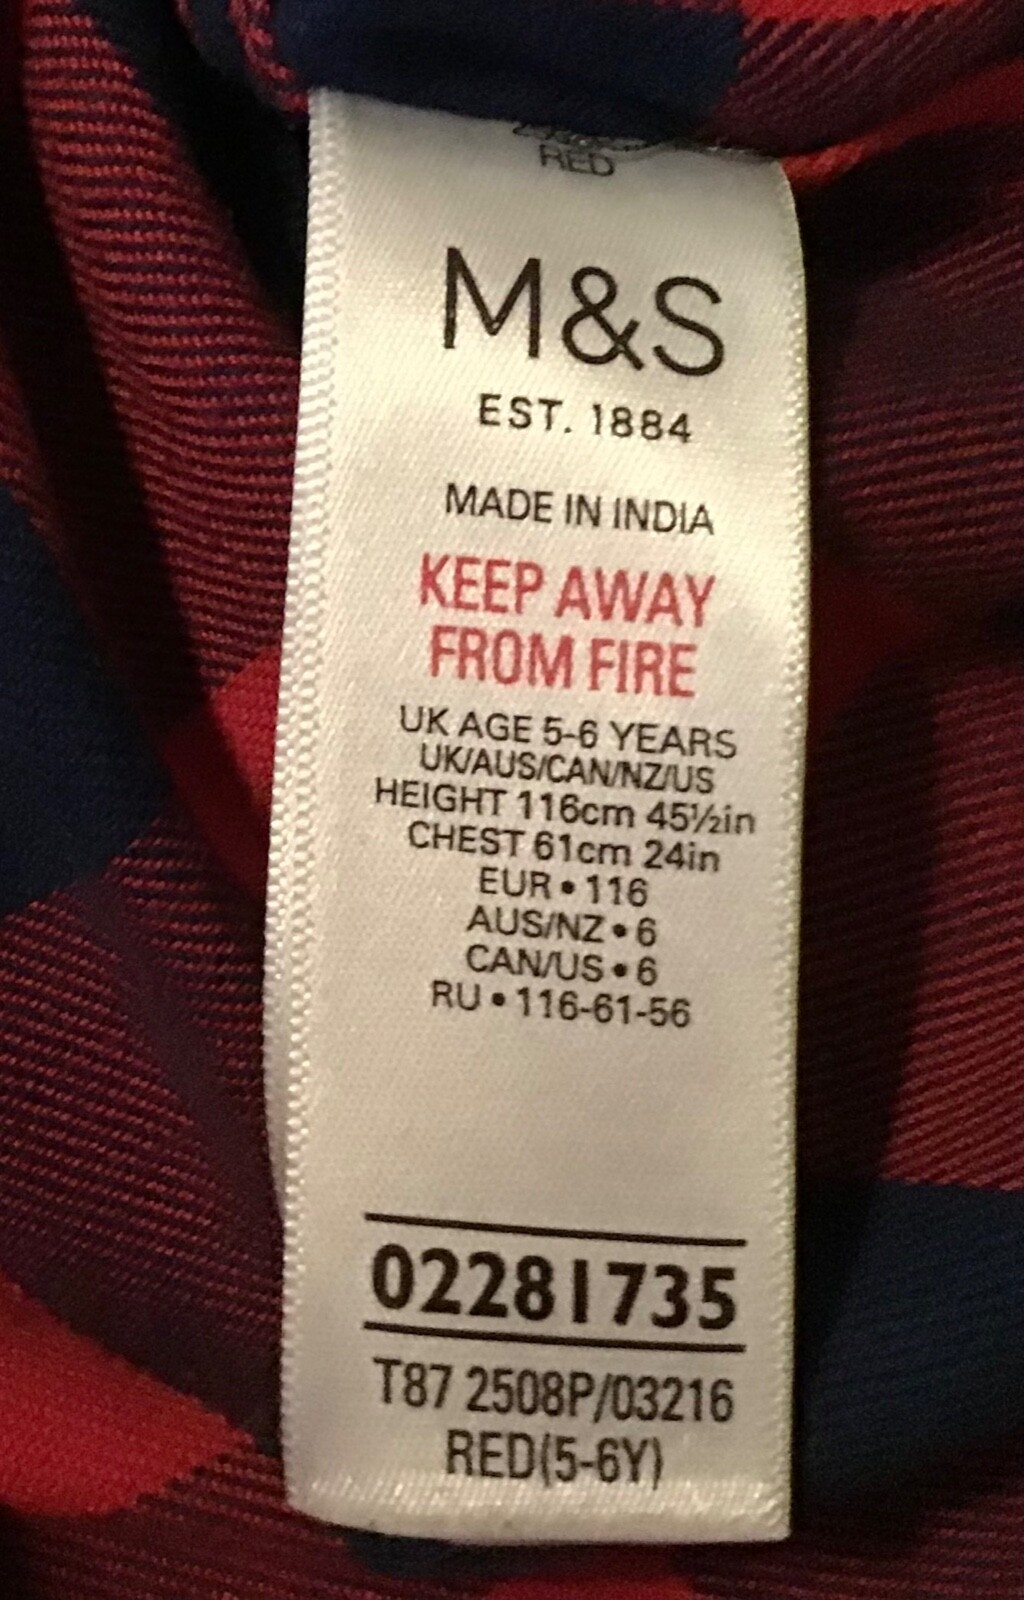 RED
M&S
EST. 1884
MADE IN INDIA
KEEP AWAY
FROM FIRE
UK AGE 5-6 YEARS
UK/AUS/CAN/NZ/US
HEIGHT 116cm 45½in
CHEST 61cm 24in
EUR • 116
AUS/NZ • 6
CAN/US • 6
RU • 116-61-56
02281735
T87 2508P/03216
RED(5-6Y)